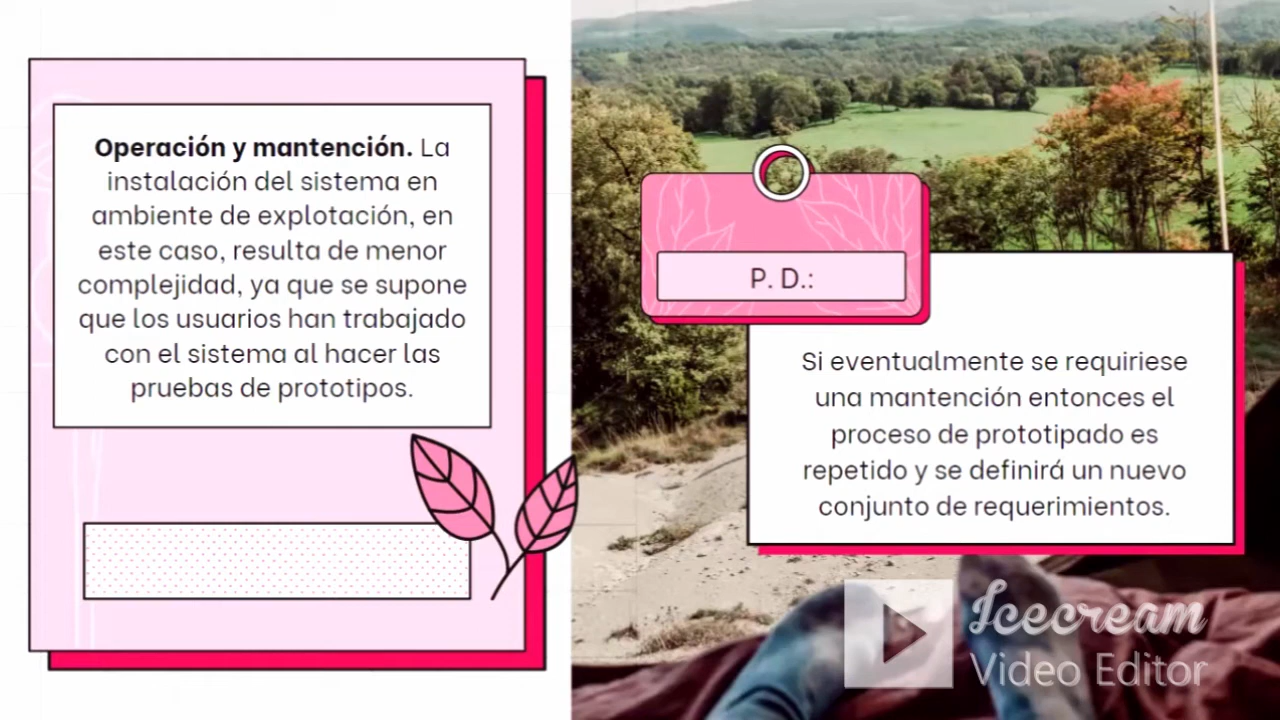 Operación y mantención. La
instalación del sistema en
ambiente de explotación, en
este caso, resulta de menor
complejidad, ya que se supone
que los usuarios han trabajado
con el sistema al hacer las
pruebas de prototipos.
P. D.:
Si eventualmente se requiriese
una mantención entonces el
proceso de prototipado es
repetido y se definirá un nuevo
conjunto de requerimientos.
Icecream
Video Editor